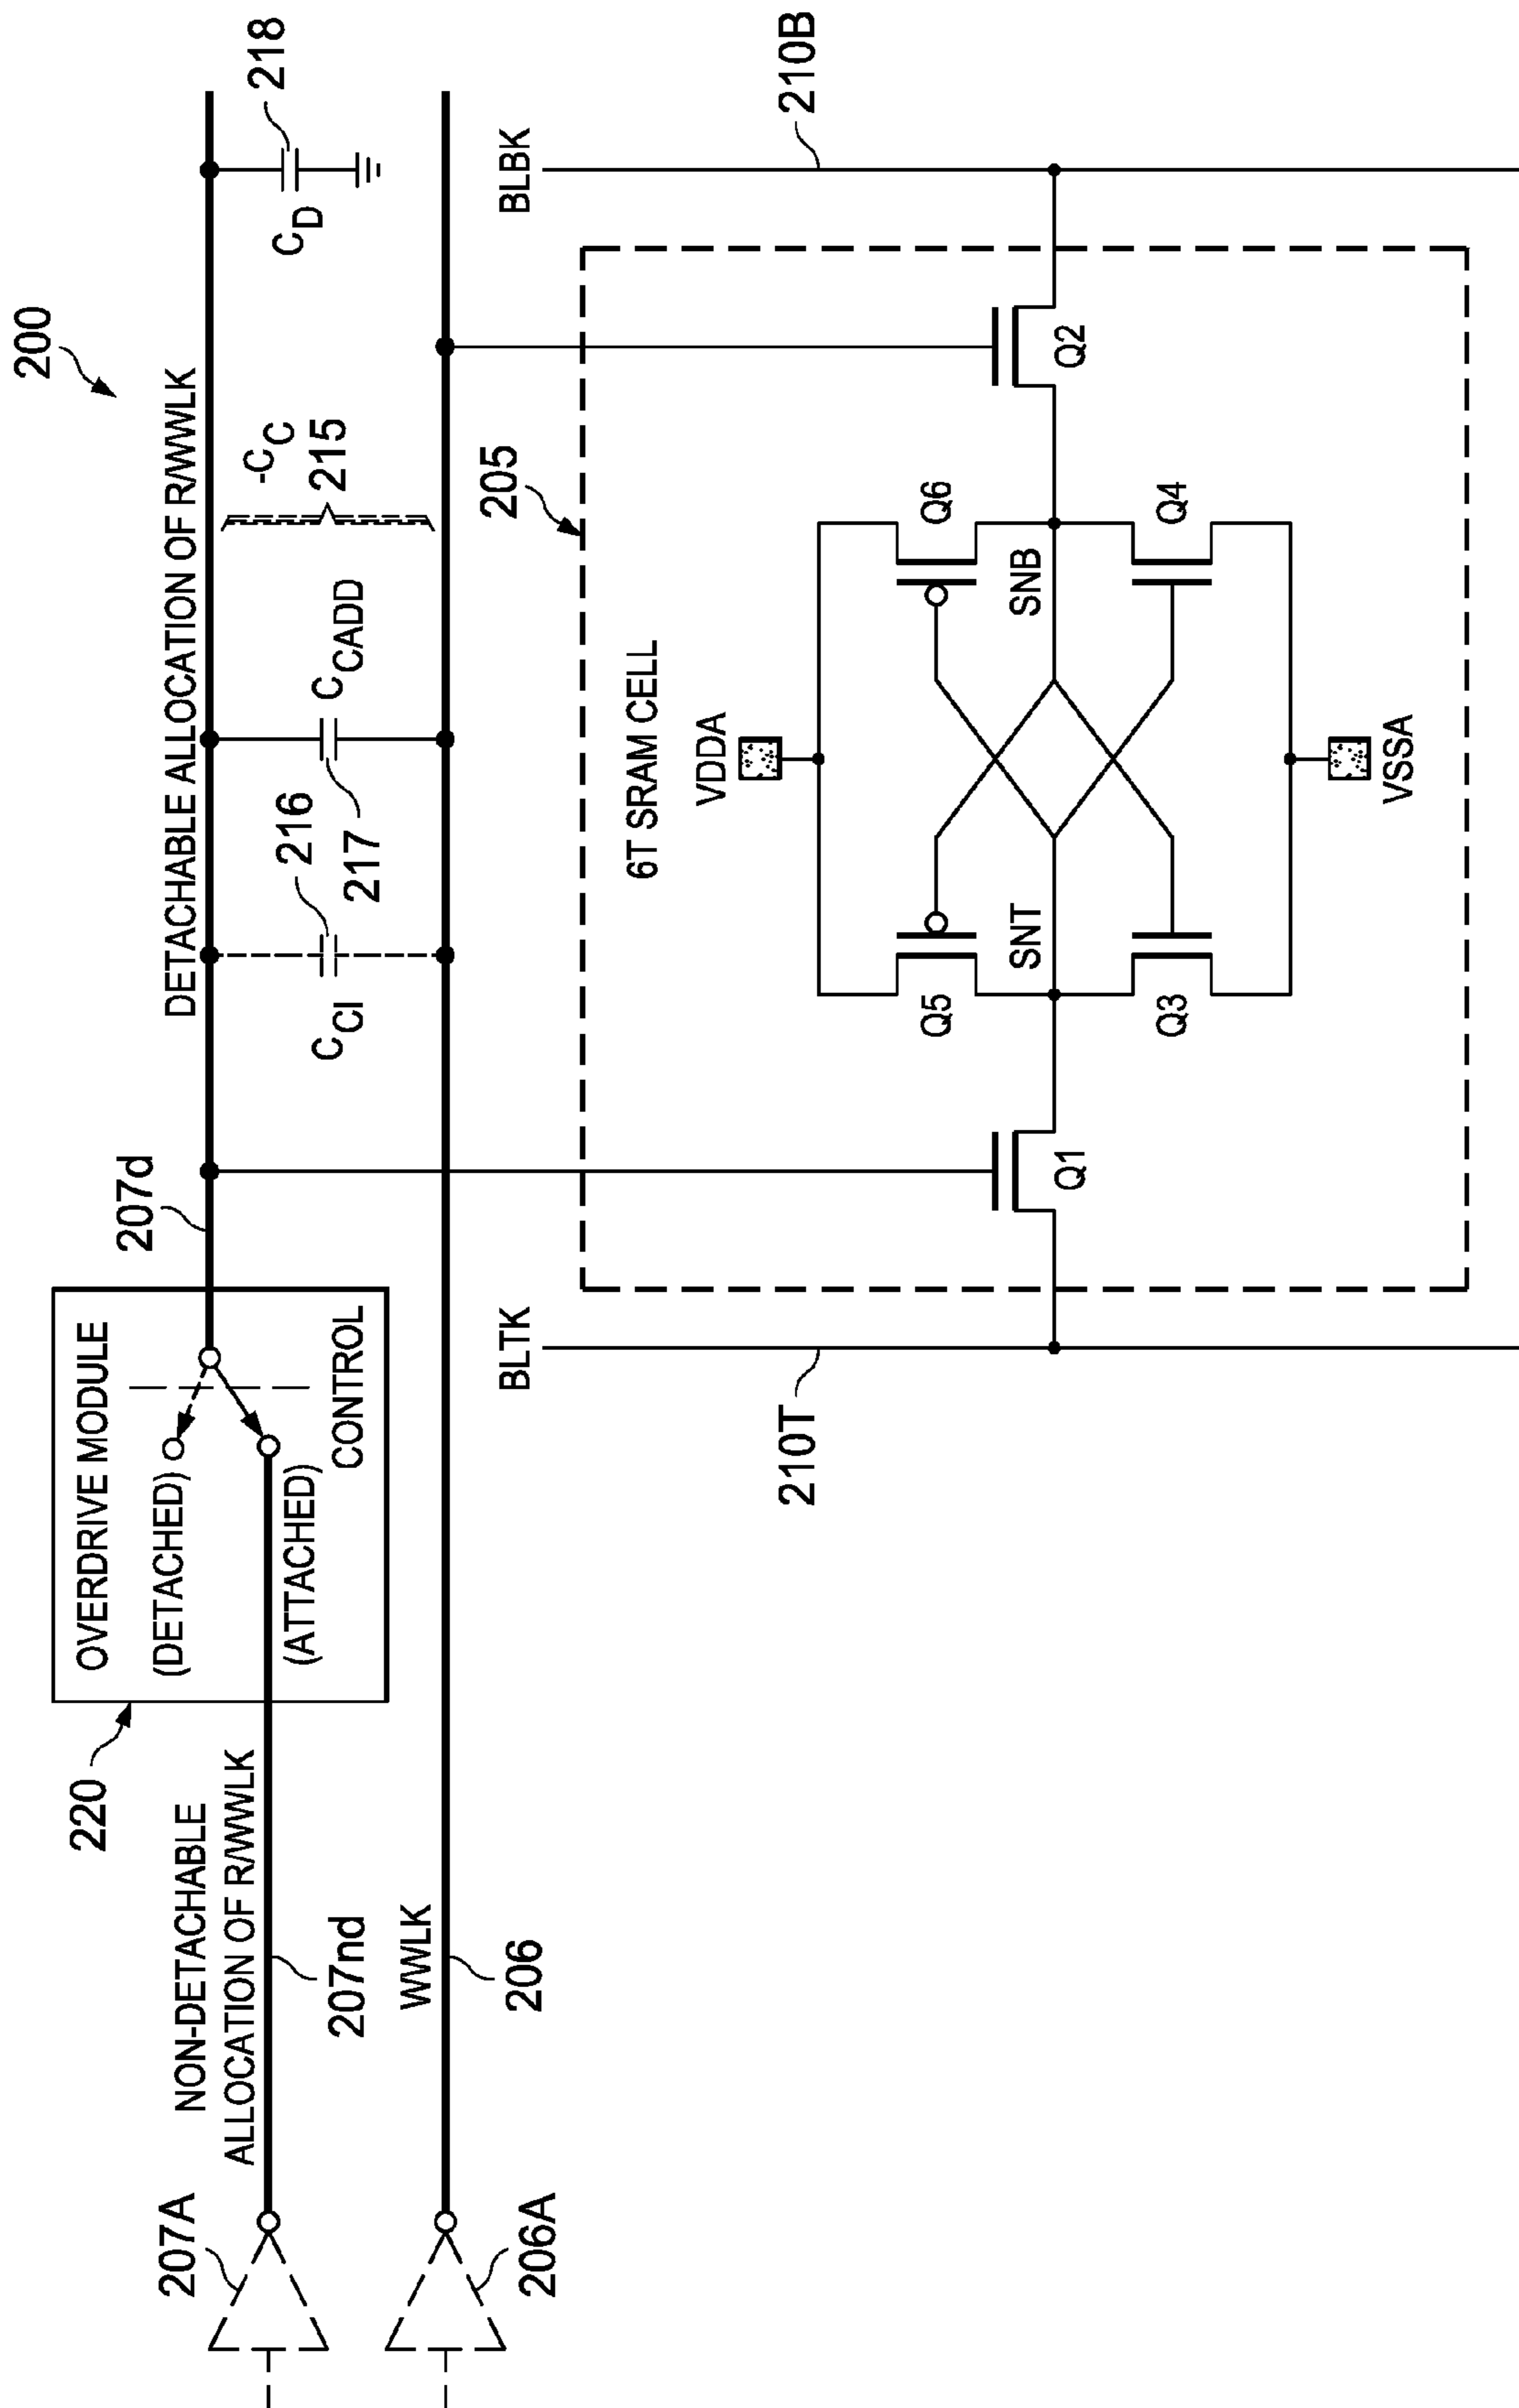 200
220
OVERDRIVE MODULE
(DETACHED)
(ATTACHED)
CONTROL
207d
DETACHABLE ALLOCATION OF R/WWLK
218
C_D
-C_C
215
C_CADD
217
216
C_CI
NON-DETACHABLE
ALLOCATION OF R/WWLK
207nd
207A
WWLK
206
206A
BLTK
210T
BLBK
210B
205
6T SRAM CELL
VDDA
Q5
Q6
SNT
SNB
Q1
Q2
Q3
Q4
VSSA